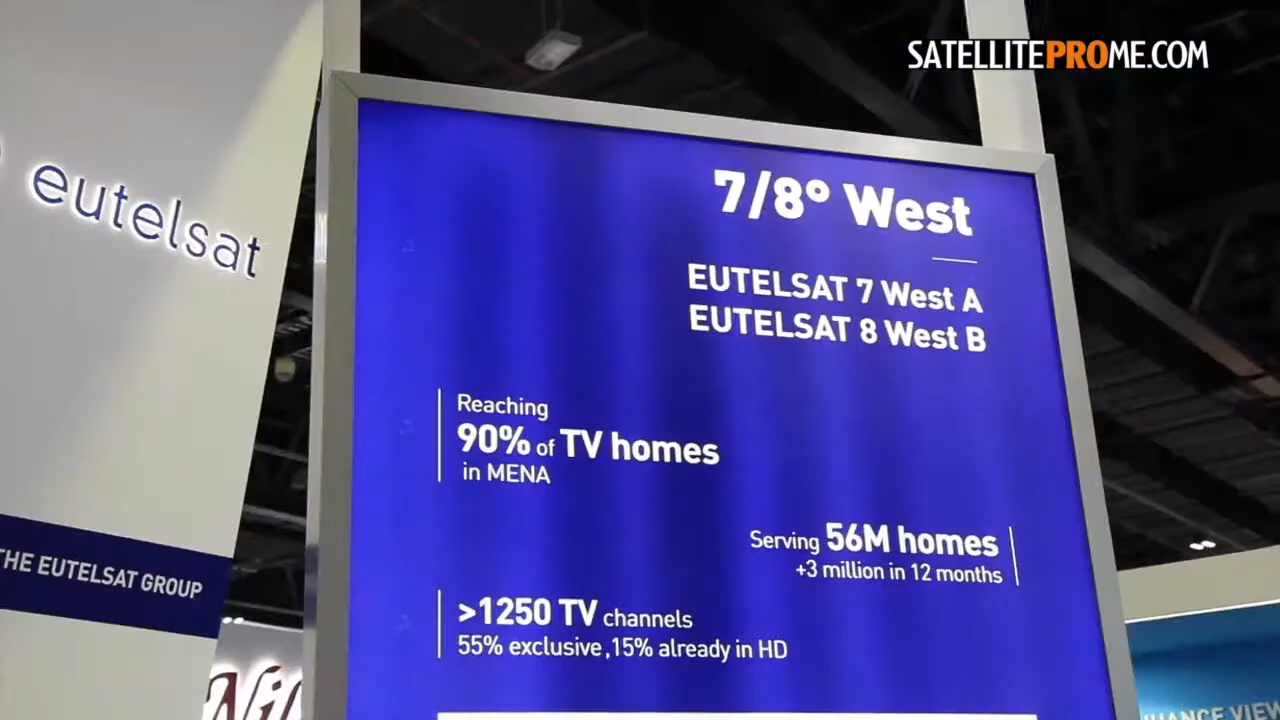 SATELLITEPROME.COM
eutelsat
7/8° West
EUTELSAT 7 West A
EUTELSAT 8 West B
Reaching
90% of TV homes
in MENA
Serving 56M homes
+3 million in 12 months
>1250 TV channels
55% exclusive,15% already in HD
THE EUTELSAT GROUP